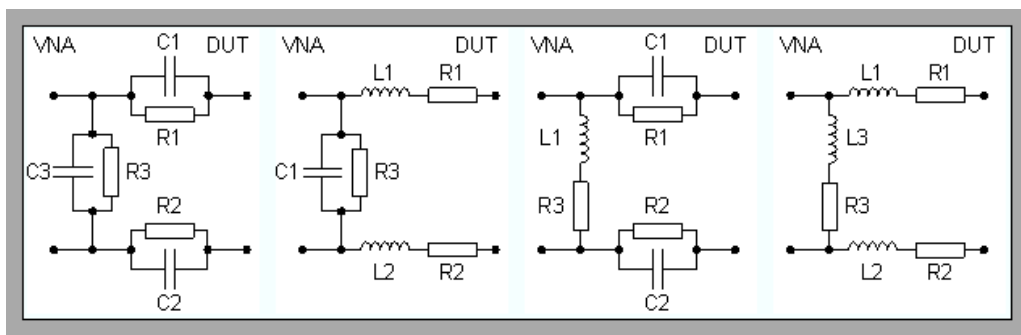 VNA C1 DUT
R1
C3 R3
R2
C2
VNA DUT
L1 R1
C1 R3
L2 R2
VNA C1 DUT
L1 R1
R3 R2
C2
VNA DUT
L1 R1
L3
R3
L2 R2